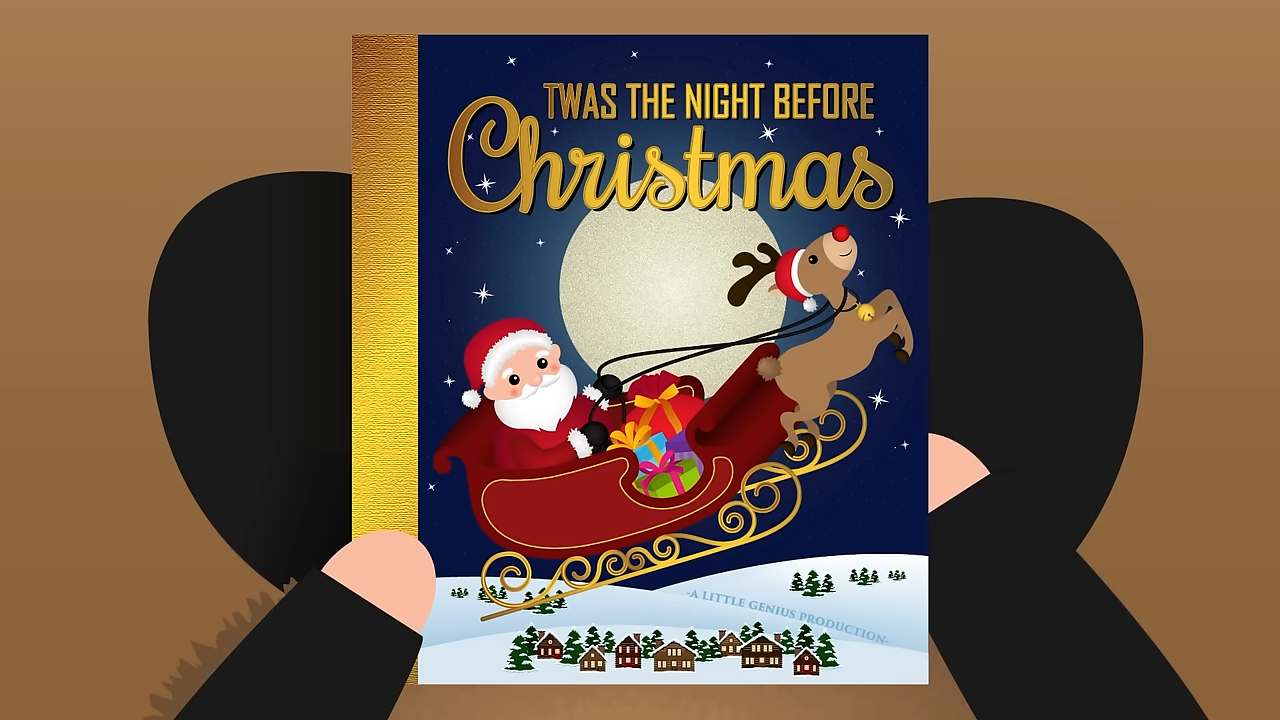 TWAS THE NIGHT BEFORE
Christmas
-A LITTLE GENIUS PRODUCTION-